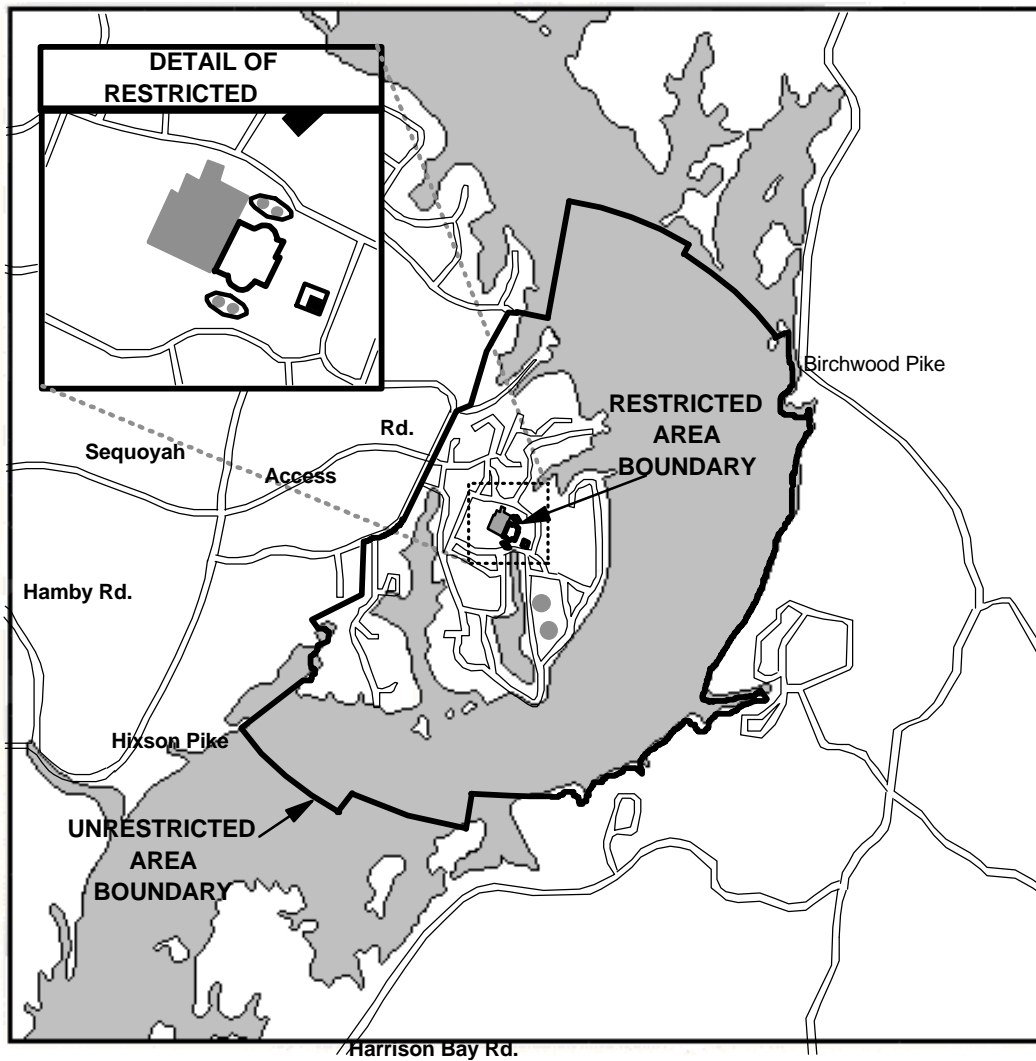 DETAIL OF
RESTRICTED
Birchwood Pike
RESTRICTED
AREA
BOUNDARY
Rd.
Sequoyah
Access
Hamby Rd.
Hixson Pike
UNRESTRICTED
AREA
BOUNDARY
Harrison Bay Rd.